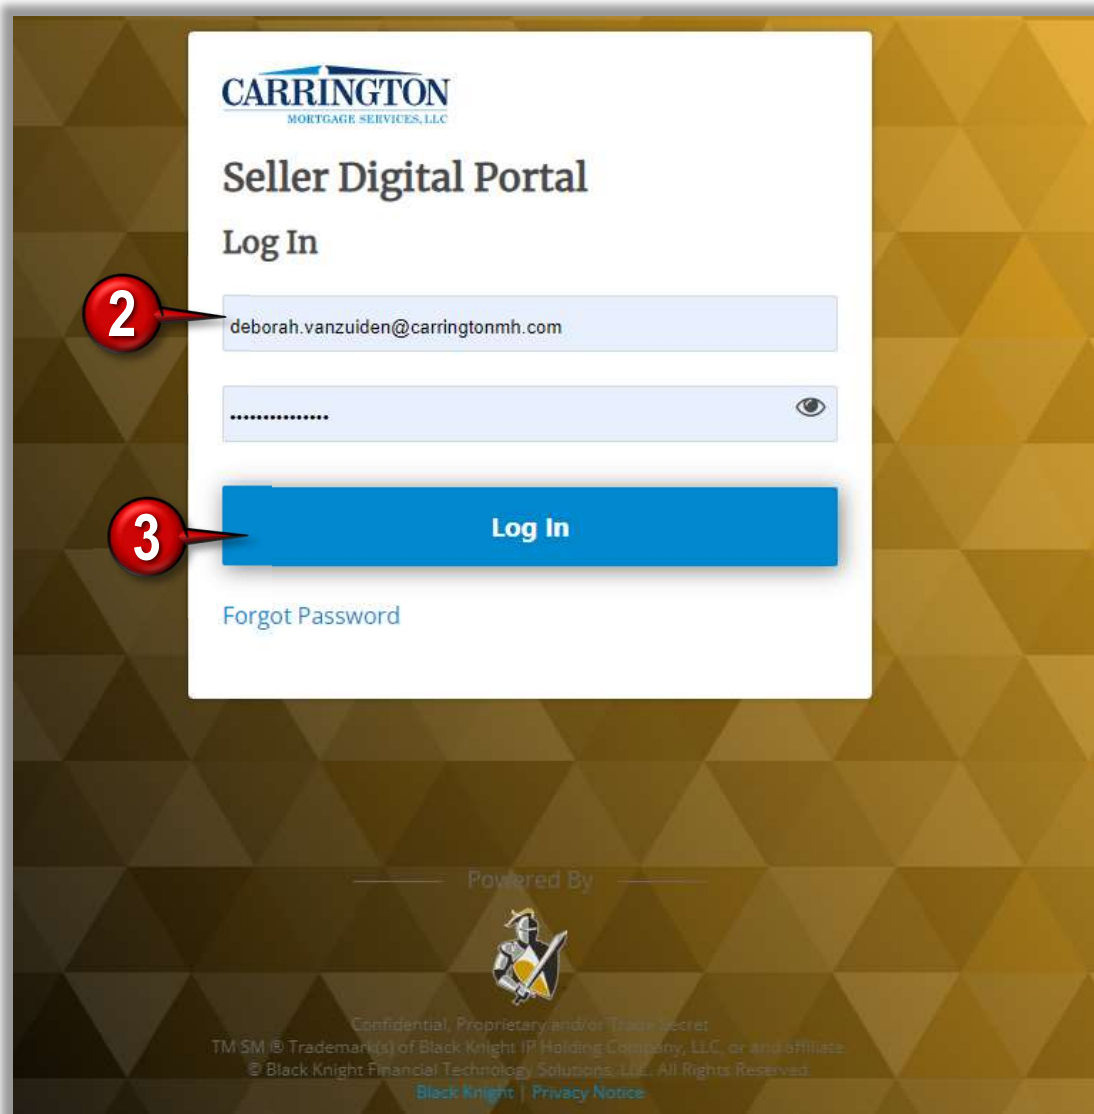 CARRINGTON
MORTGAGE SERVICES, LLC
Seller Digital Portal
Log In
2
deborah.vanzuiden@carringtonmh.com
•••••••••••••••
3
Log In
Forgot Password
Powered By
Confidential, Proprietary and/or Trade Secret
TM SM ® Trademark(s) of Black Knight IP Holding Company, LLC, or an affiliate.
© Black Knight Financial Technology Solutions, LLC. All Rights Reserved.
Black Knight | Privacy Notice